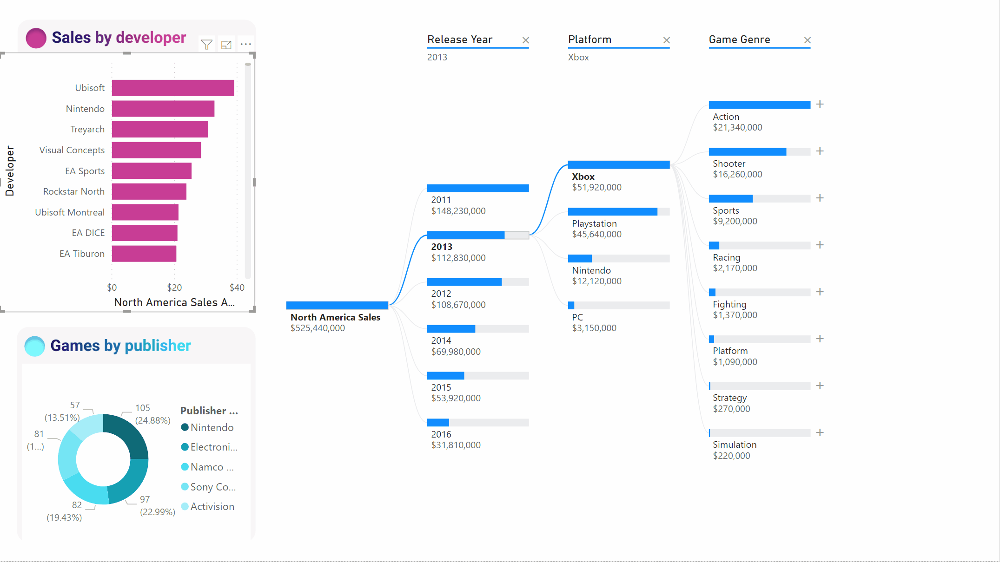 Sales by developer
Developer
Ubisoft
Nintendo
Treyarch
Visual Concepts
EA Sports
Rockstar North
Ubisoft Montreal
EA DICE
EA Tiburon
$0 $20 $40
North America Sales A...
Games by publisher
57
(13.51%)
105
(24.88%)
81
(1...)
82
(19.43%)
97
(22.99%)
Publisher ...
Nintendo
Electroni...
Namco ...
Sony Co...
Activision
North America Sales
$525,440,000
Release Year
2013
2011
$148,230,000
2013
$112,830,000
2012
$108,670,000
2014
$69,980,000
2015
$53,920,000
2016
$31,810,000
Platform
Xbox
Xbox
$51,920,000
Playstation
$45,640,000
Nintendo
$12,120,000
PC
$3,150,000
Game Genre
Action
$21,340,000
Shooter
$16,260,000
Sports
$9,200,000
Racing
$2,170,000
Fighting
$1,370,000
Platform
$1,090,000
Strategy
$270,000
Simulation
$220,000